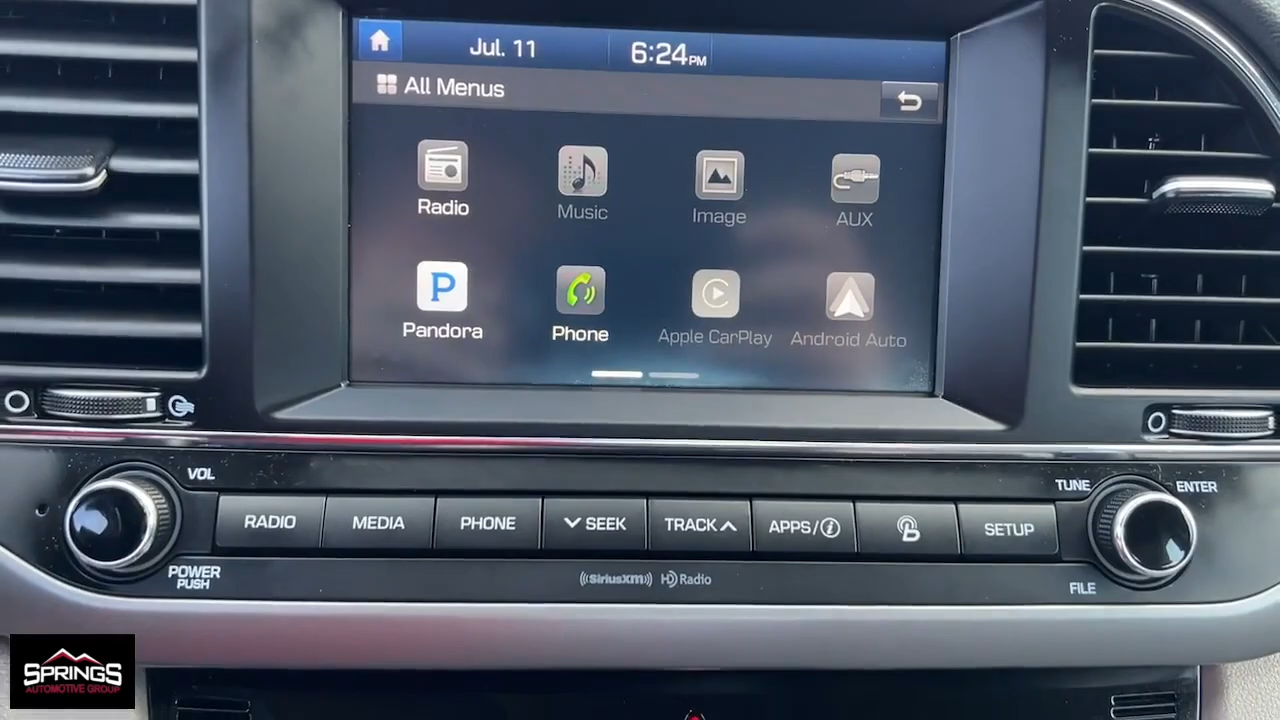 Jul. 11 6:24PM
All Menus
Radio Music Image AUX
P
Pandora Phone Apple CarPlay Android Auto
VOL TUNE ENTER
RADIO MEDIA PHONE SEEK TRACK APPS/i SETUP
POWER
PUSH
SiriusXM HD Radio
FILE
SPRINGS
AUTOMOTIVE GROUP